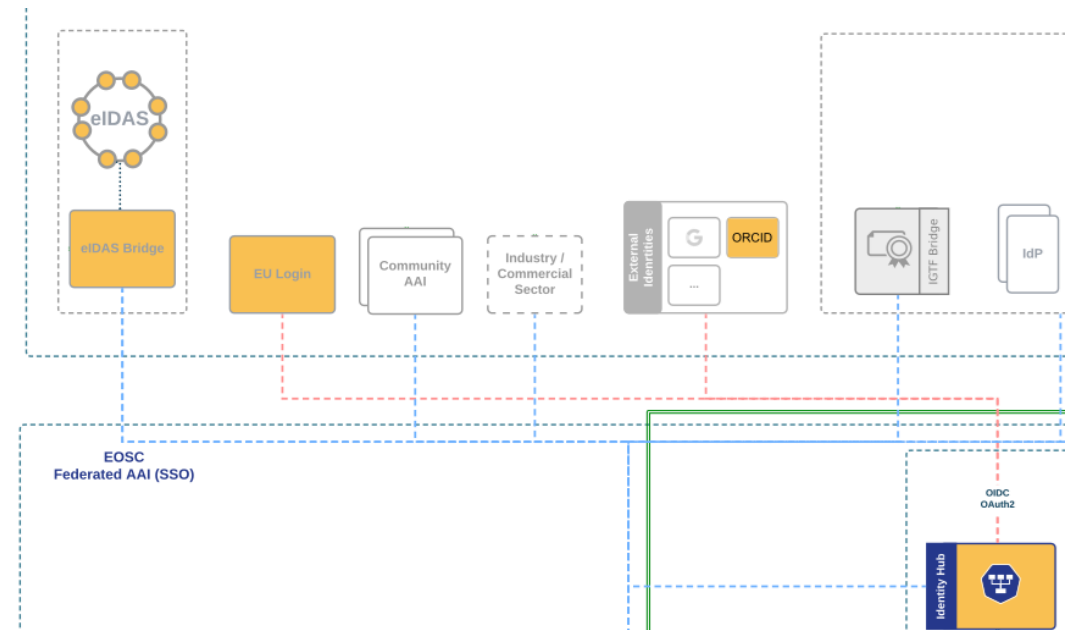 eIDAS
eIDAS Bridge
EU Login
Community
AAI
Industry /
Commercial
Sector
External
Idenrtities
G
ORCID
...
IGTF Bridge
IdP
EOSC
Federated AAI (SSO)
OIDC
OAuth2
Identity Hub